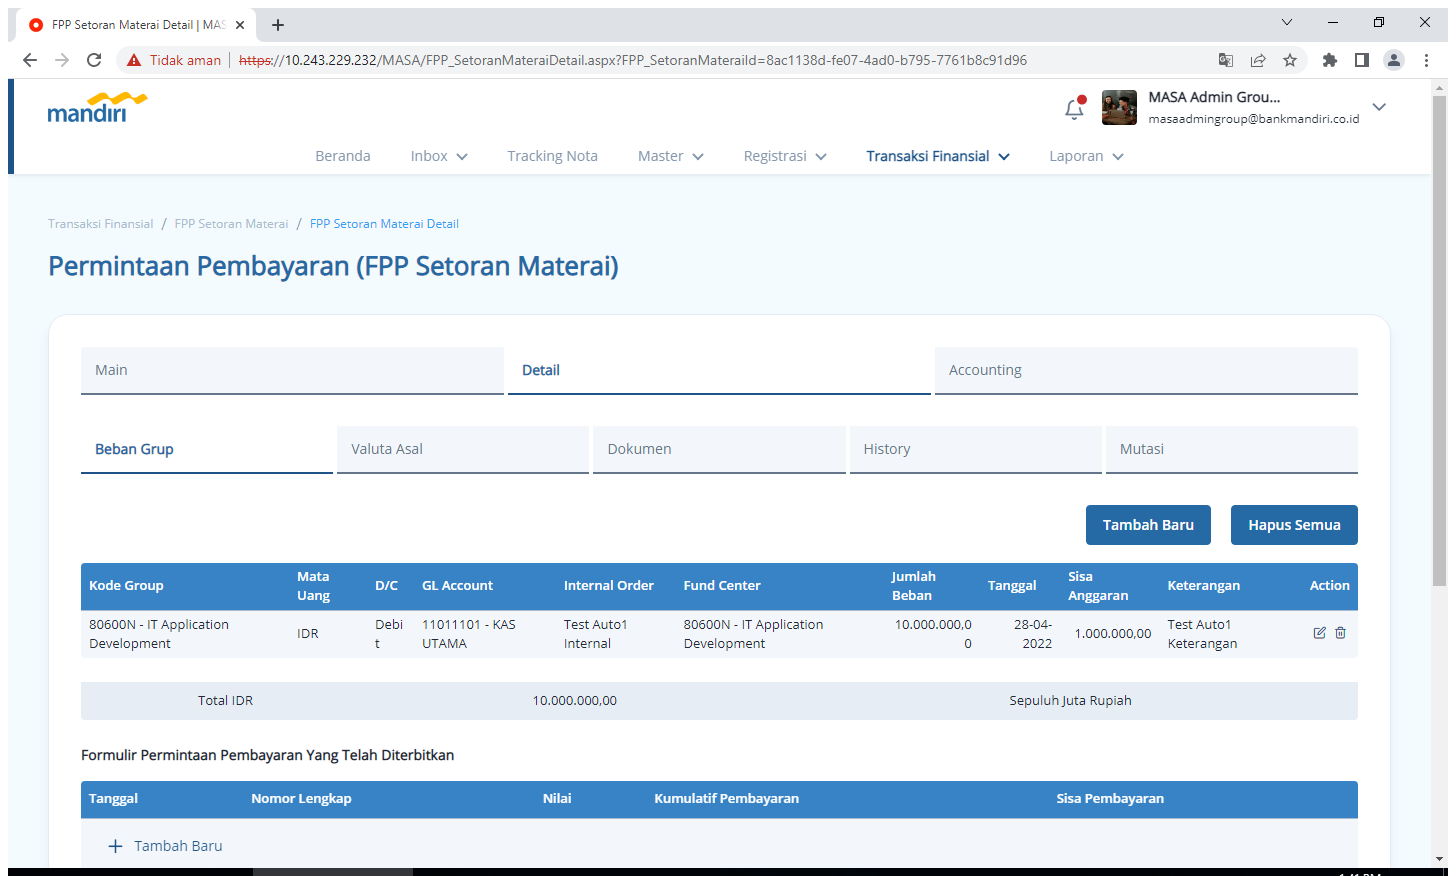 FPP Setoran Materai Detail | MAS
Tidak aman | https://10.243.229.232/MASA/FPP_SetoranMateraiDetail.aspx?FPP_SetoranMateraiId=8ac1138d-fe07-4ad0-b795-7761b8c91d96
mandiri
MASA Admin Grou...
masaadmingroup@bankmandiri.co.id
Beranda Inbox Tracking Nota Master Registrasi Transaksi Finansial Laporan
Transaksi Finansial / FPP Setoran Materai / FPP Setoran Materai Detail
Permintaan Pembayaran (FPP Setoran Materai)
Main Detail Accounting
Beban Grup Valuta Asal Dokumen History Mutasi
Tambah Baru Hapus Semua
Kode Group Mata Uang D/C GL Account Internal Order Fund Center Jumlah Beban Tanggal Sisa Anggaran Keterangan Action
80600N - IT Application Development IDR Debi t 11011101 - KAS UTAMA Test Auto1 Internal 80600N - IT Application Development 10.000.000,0 0 28-04- 2022 1.000.000,00 Test Auto1 Keterangan
Total IDR 10.000.000,00 Sepuluh Juta Rupiah
Formulir Permintaan Pembayaran Yang Telah Diterbitkan
Tanggal Nomor Lengkap Nilai Kumulatif Pembayaran Sisa Pembayaran
+ Tambah Baru